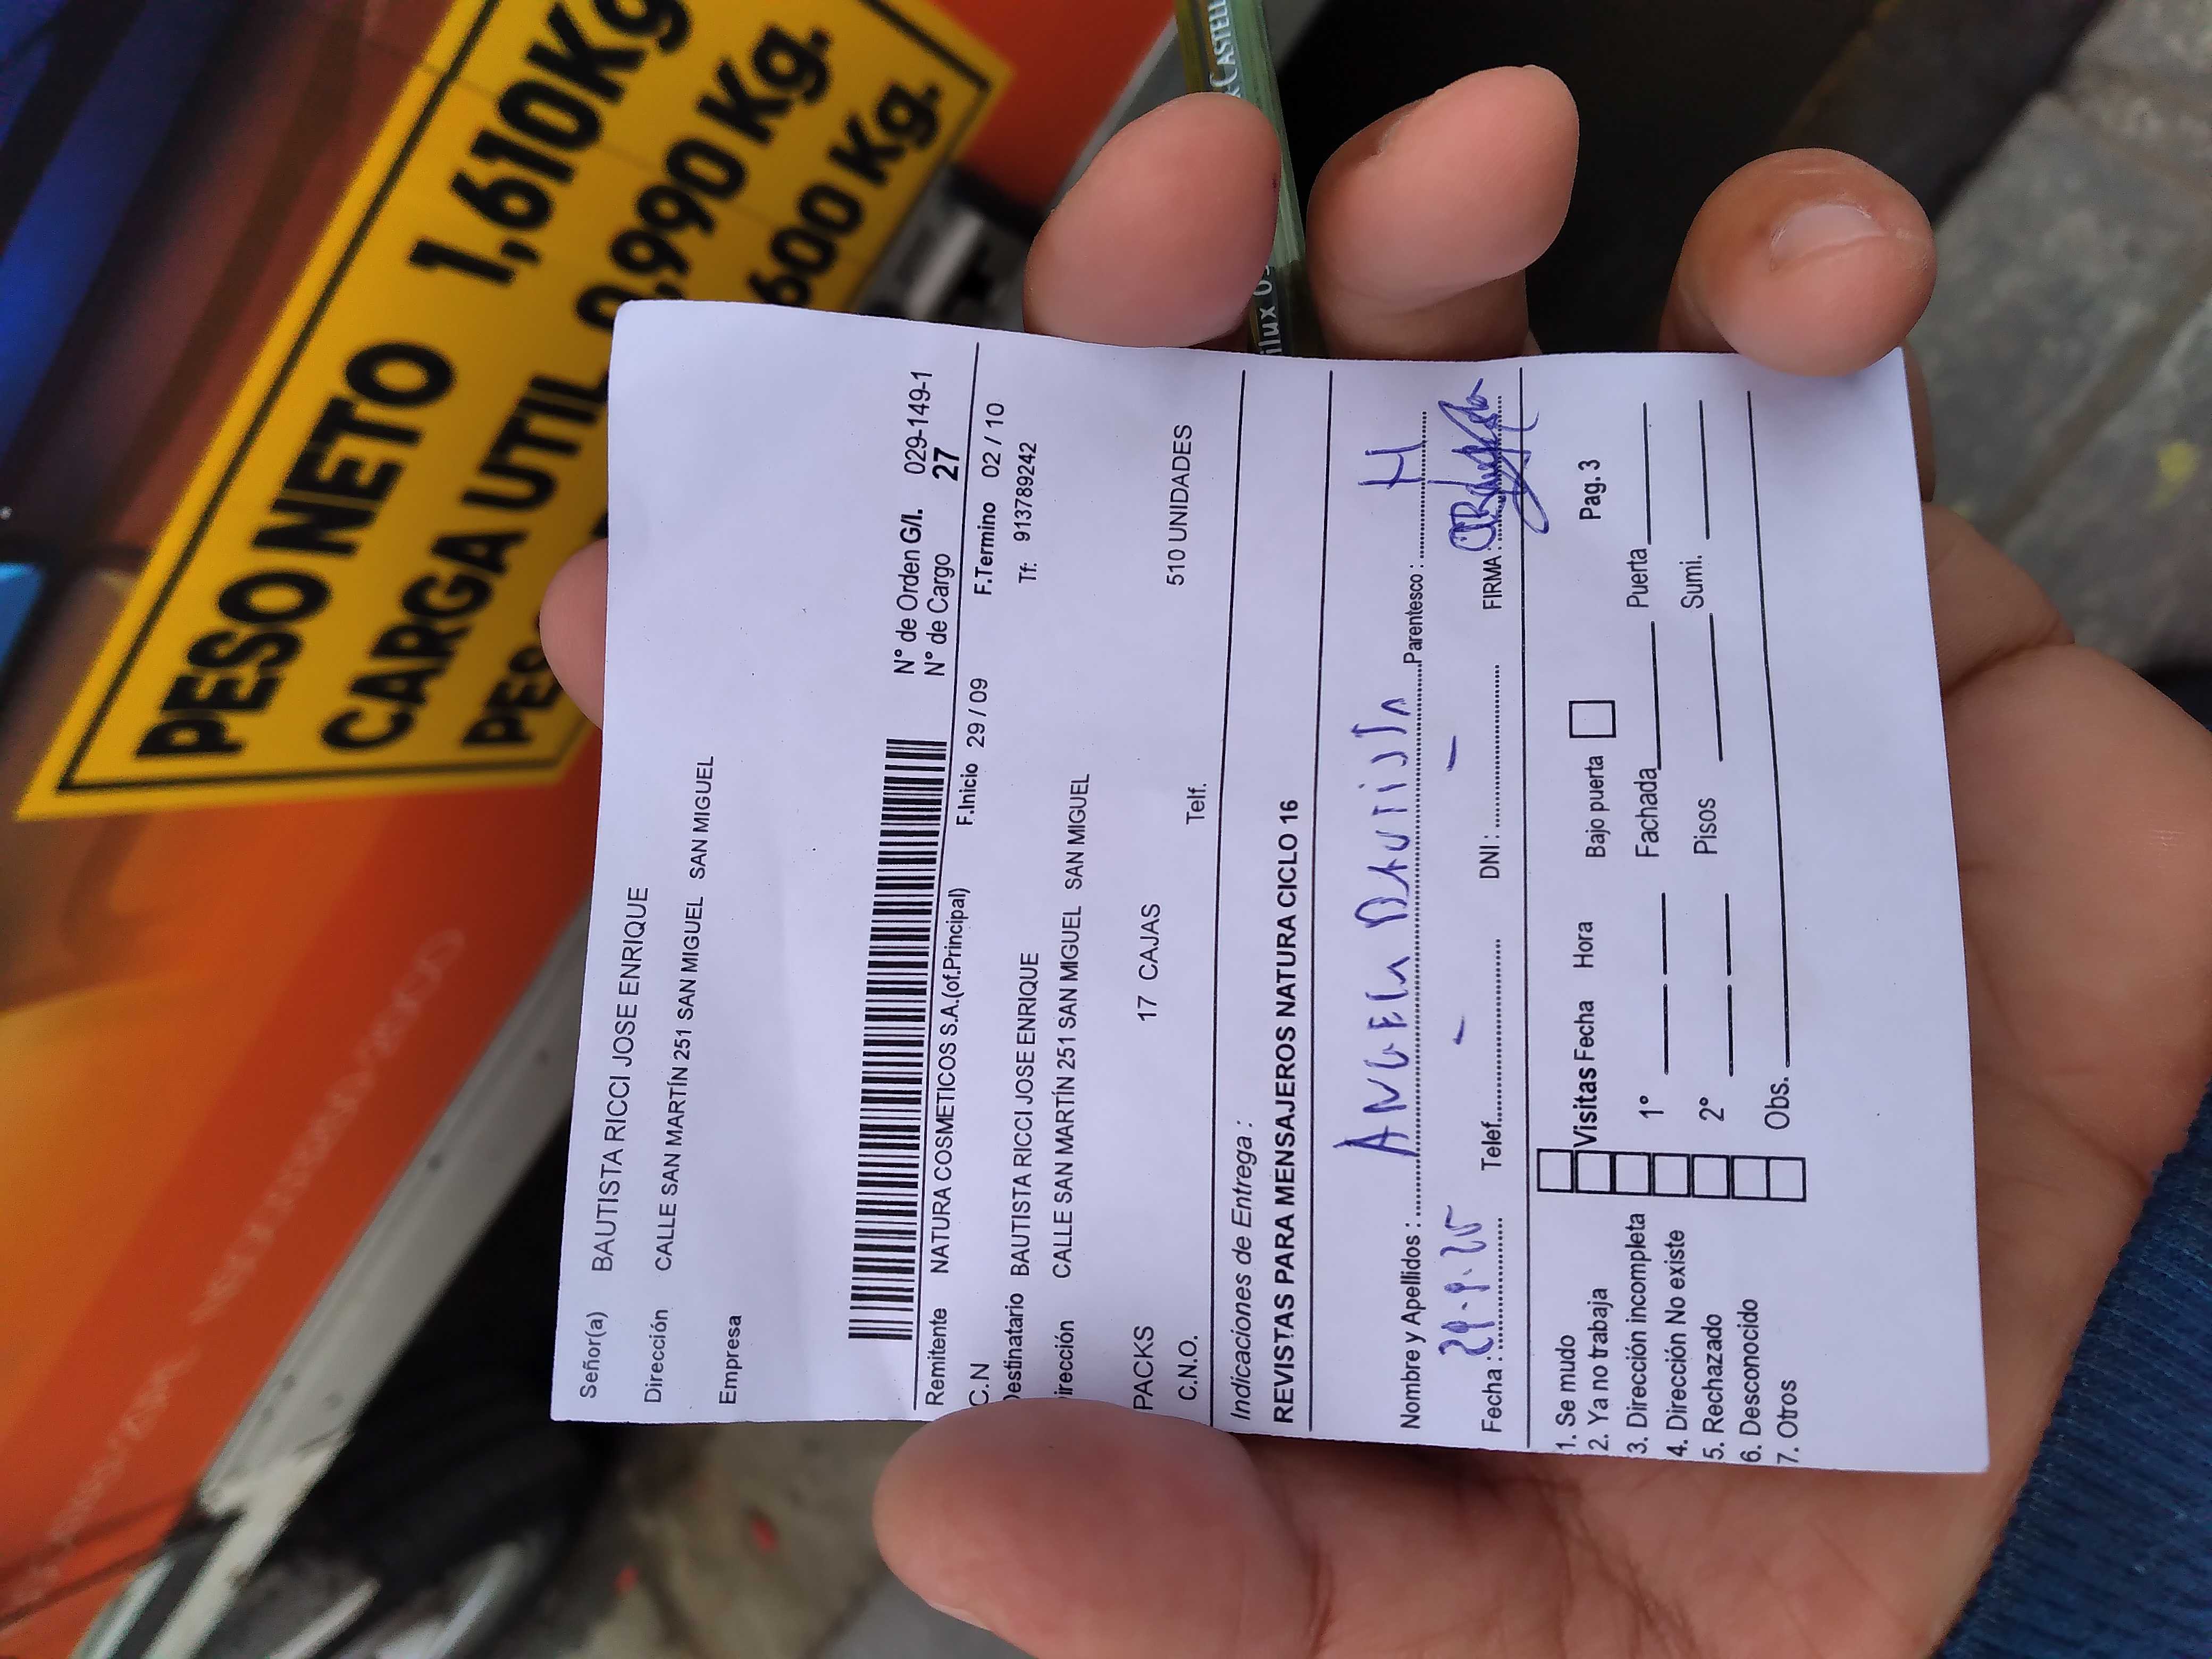 PESO NETO 1,610Kg
CARGA UTIL 0,990 Kg.
600 Kg.
CASTELL
ilux
Señor(a) BAUTISTA RICCI JOSE ENRIQUE
Dirección CALLE SAN MARTÍN 251 SAN MIGUEL SAN MIGUEL
Empresa
N° de Orden G/I. 029-149-1
N° de Cargo 27
Remitente NATURA COSMETICOS S.A.(of.Principal) F.Inicio 29 / 09 F.Termino 02 / 10
C.N Tf: 913789242
Destinatario BAUTISTA RICCI JOSE ENRIQUE
Dirección CALLE SAN MARTÍN 251 SAN MIGUEL SAN MIGUEL
PACKS 17 CAJAS 510 UNIDADES
C.N.O. Telf.
Indicaciones de Entrega :
REVISTAS PARA MENSAJEROS NATURA CICLO 16
Nombre y Apellidos : ANGELA BAUTISTA Parentesco : H
Fecha : 29-9-25 Telef. - DNI : - FIRMA :
1. Se mudo
2. Ya no trabaja
3. Dirección incompleta
4. Dirección No existe
5. Rechazado
6. Desconocido
7. Otros
Visitas Fecha Hora Bajo puerta Pag. 3
1° Fachada Puerta
2° Pisos Sumi.
Obs.